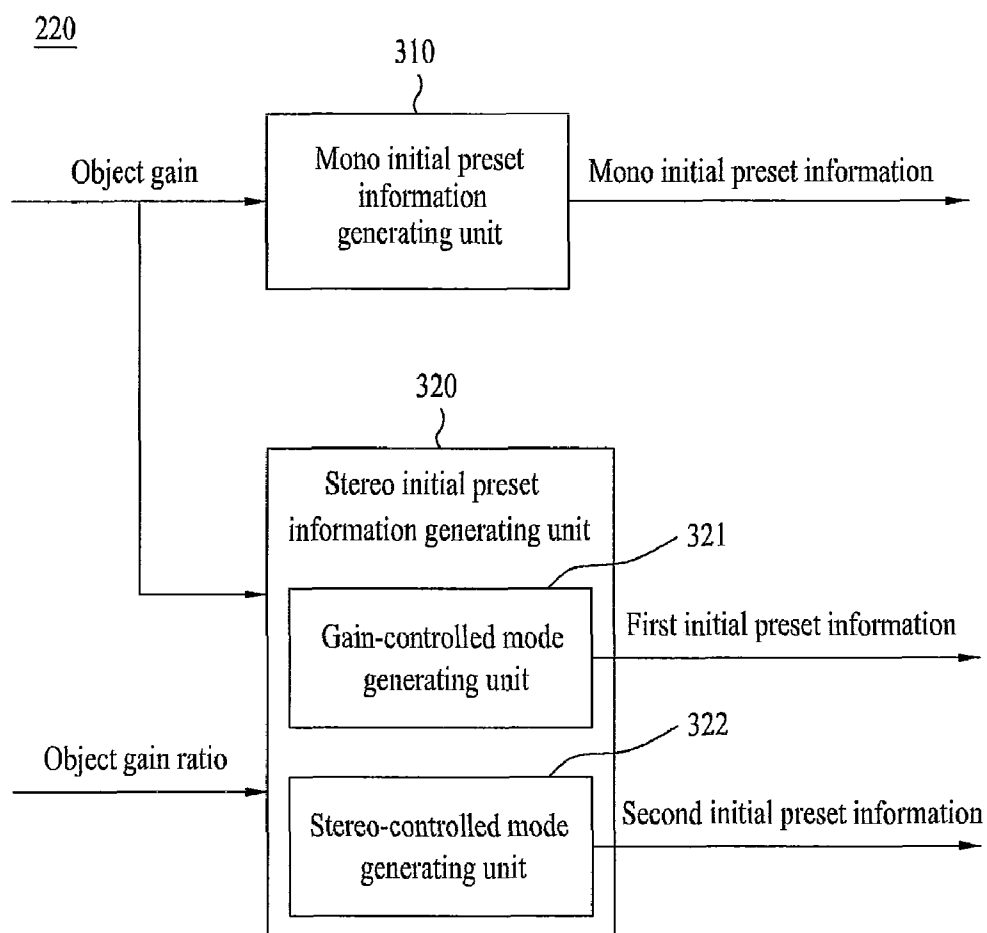 220
310
Object gain
Mono initial preset
information
generating unit
Mono initial preset information
320
Stereo initial preset
information generating unit
321
Gain-controlled mode
generating unit
First initial preset information
Object gain ratio
322
Stereo-controlled mode
generating unit
Second initial preset information